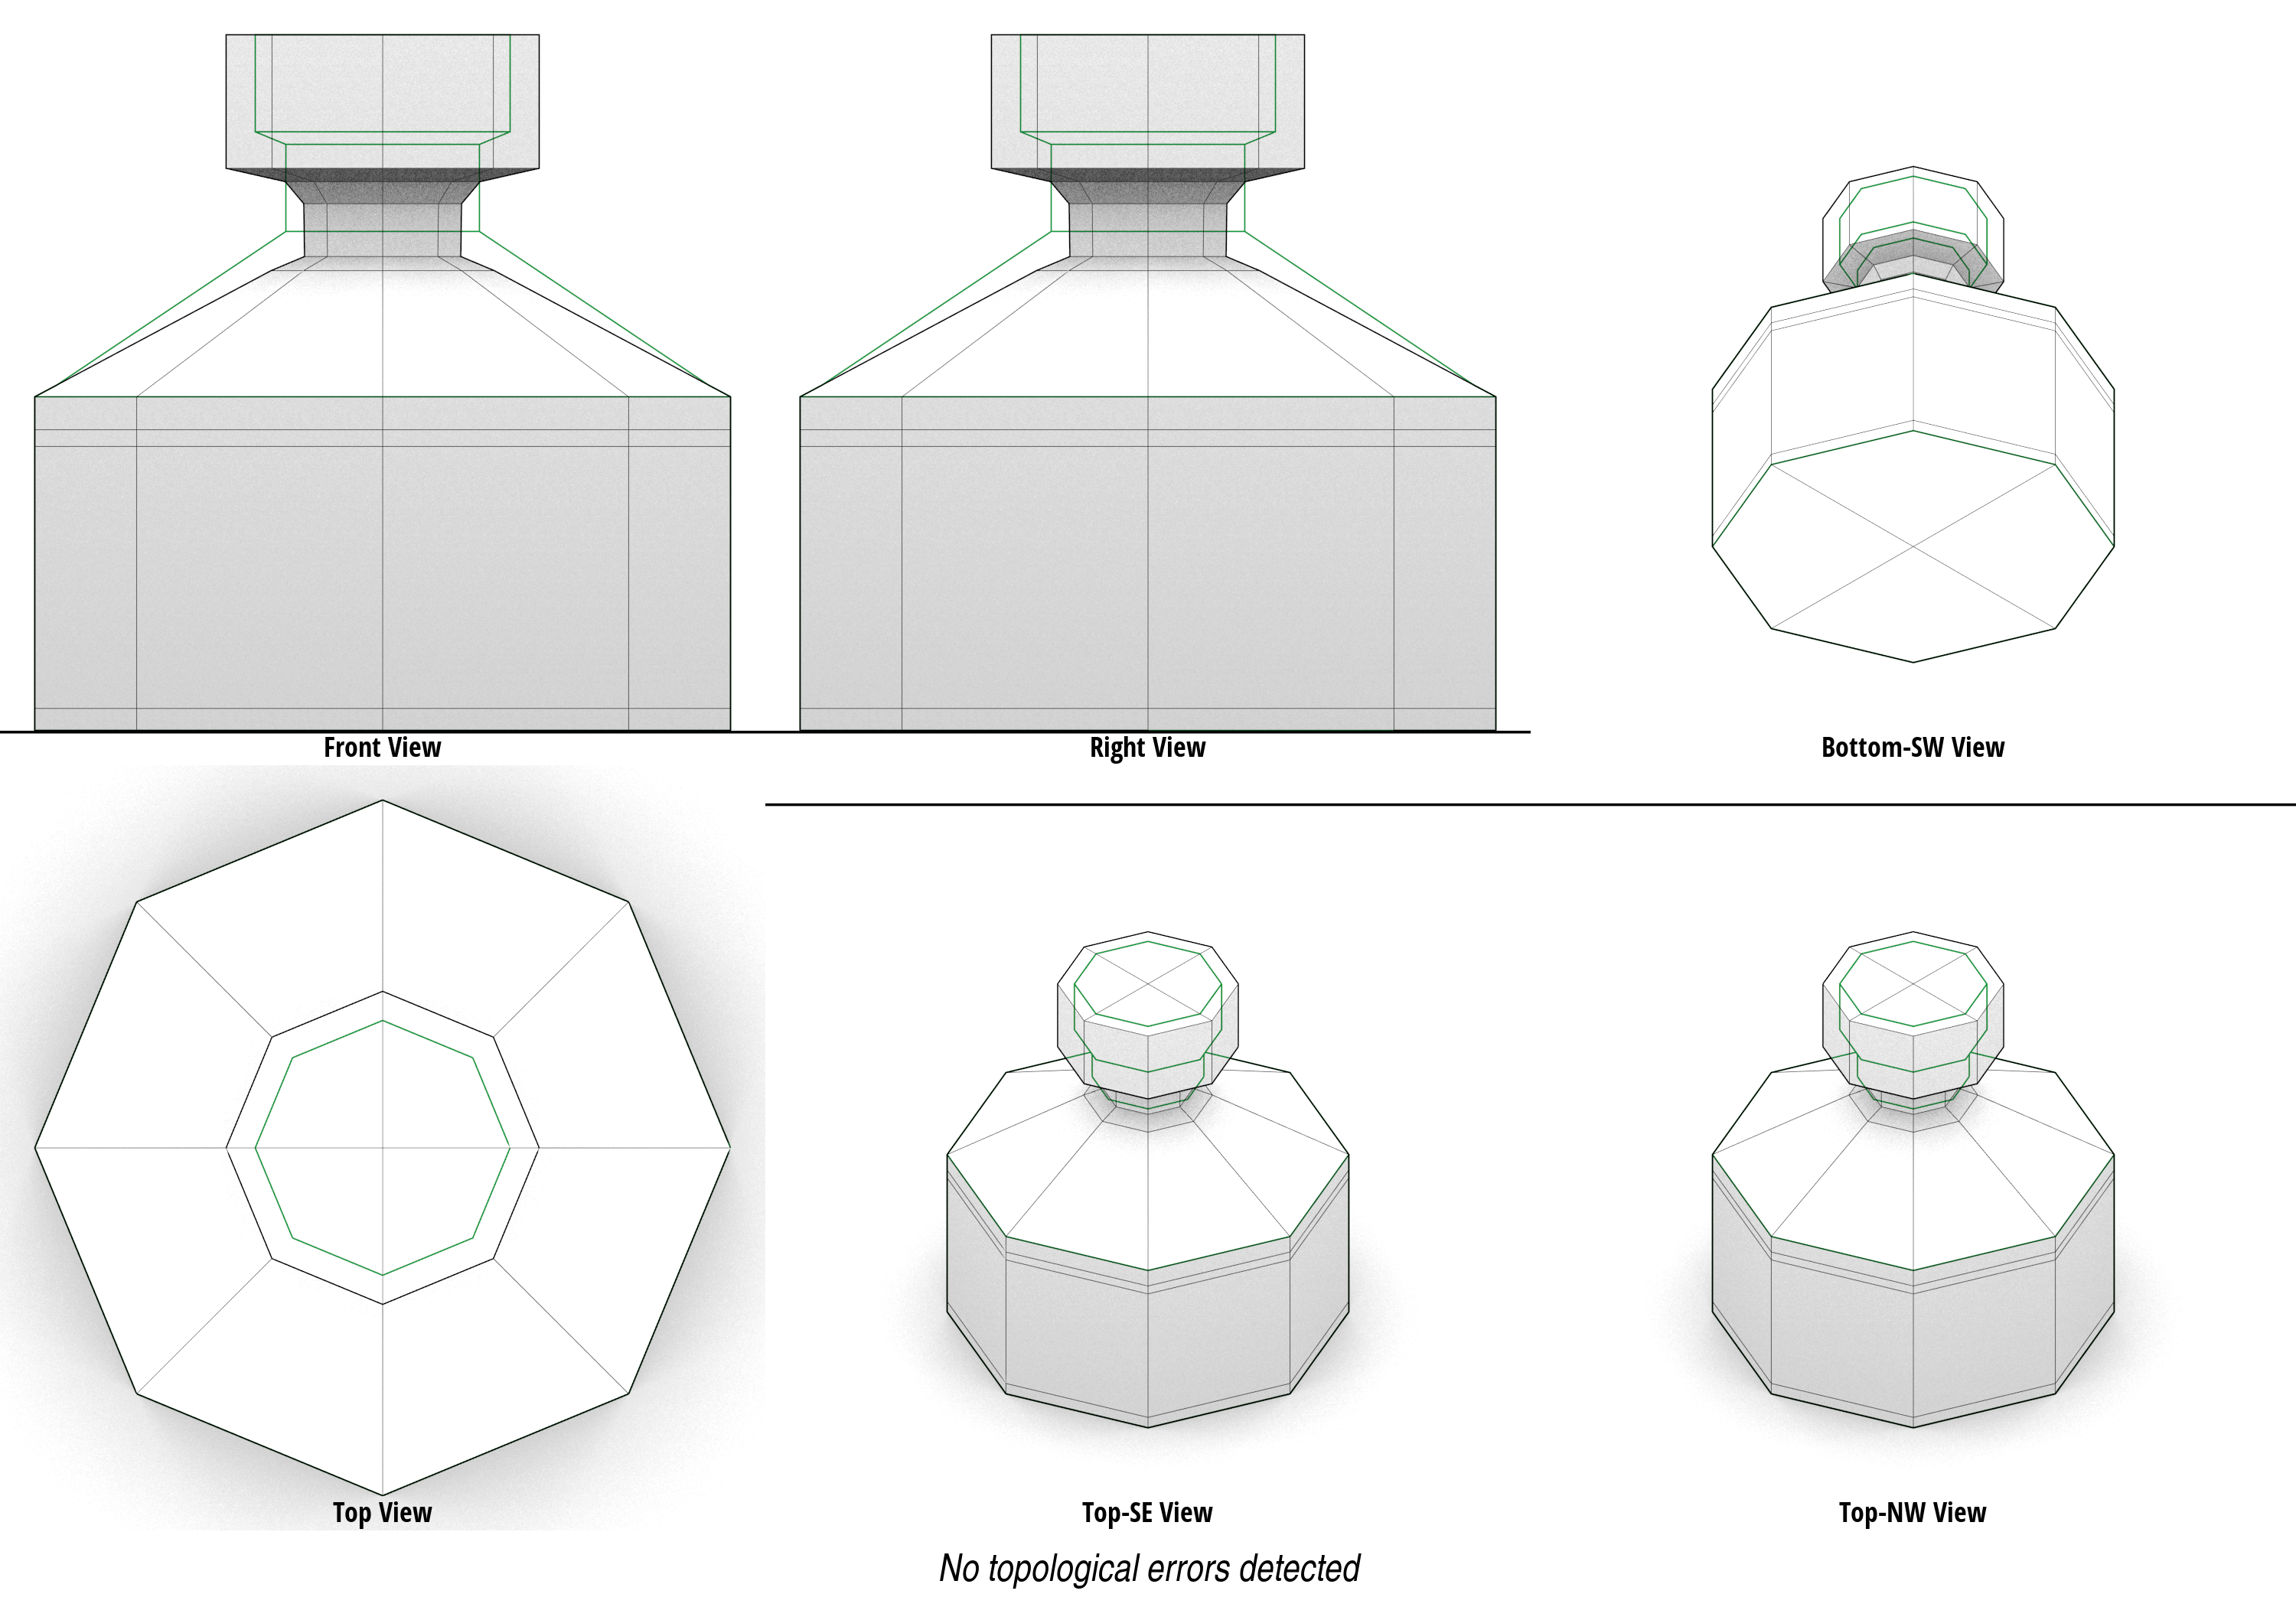 Front View
Right View
Bottom-SW View
Top View
Top-SE View
Top-NW View
No topological errors detected